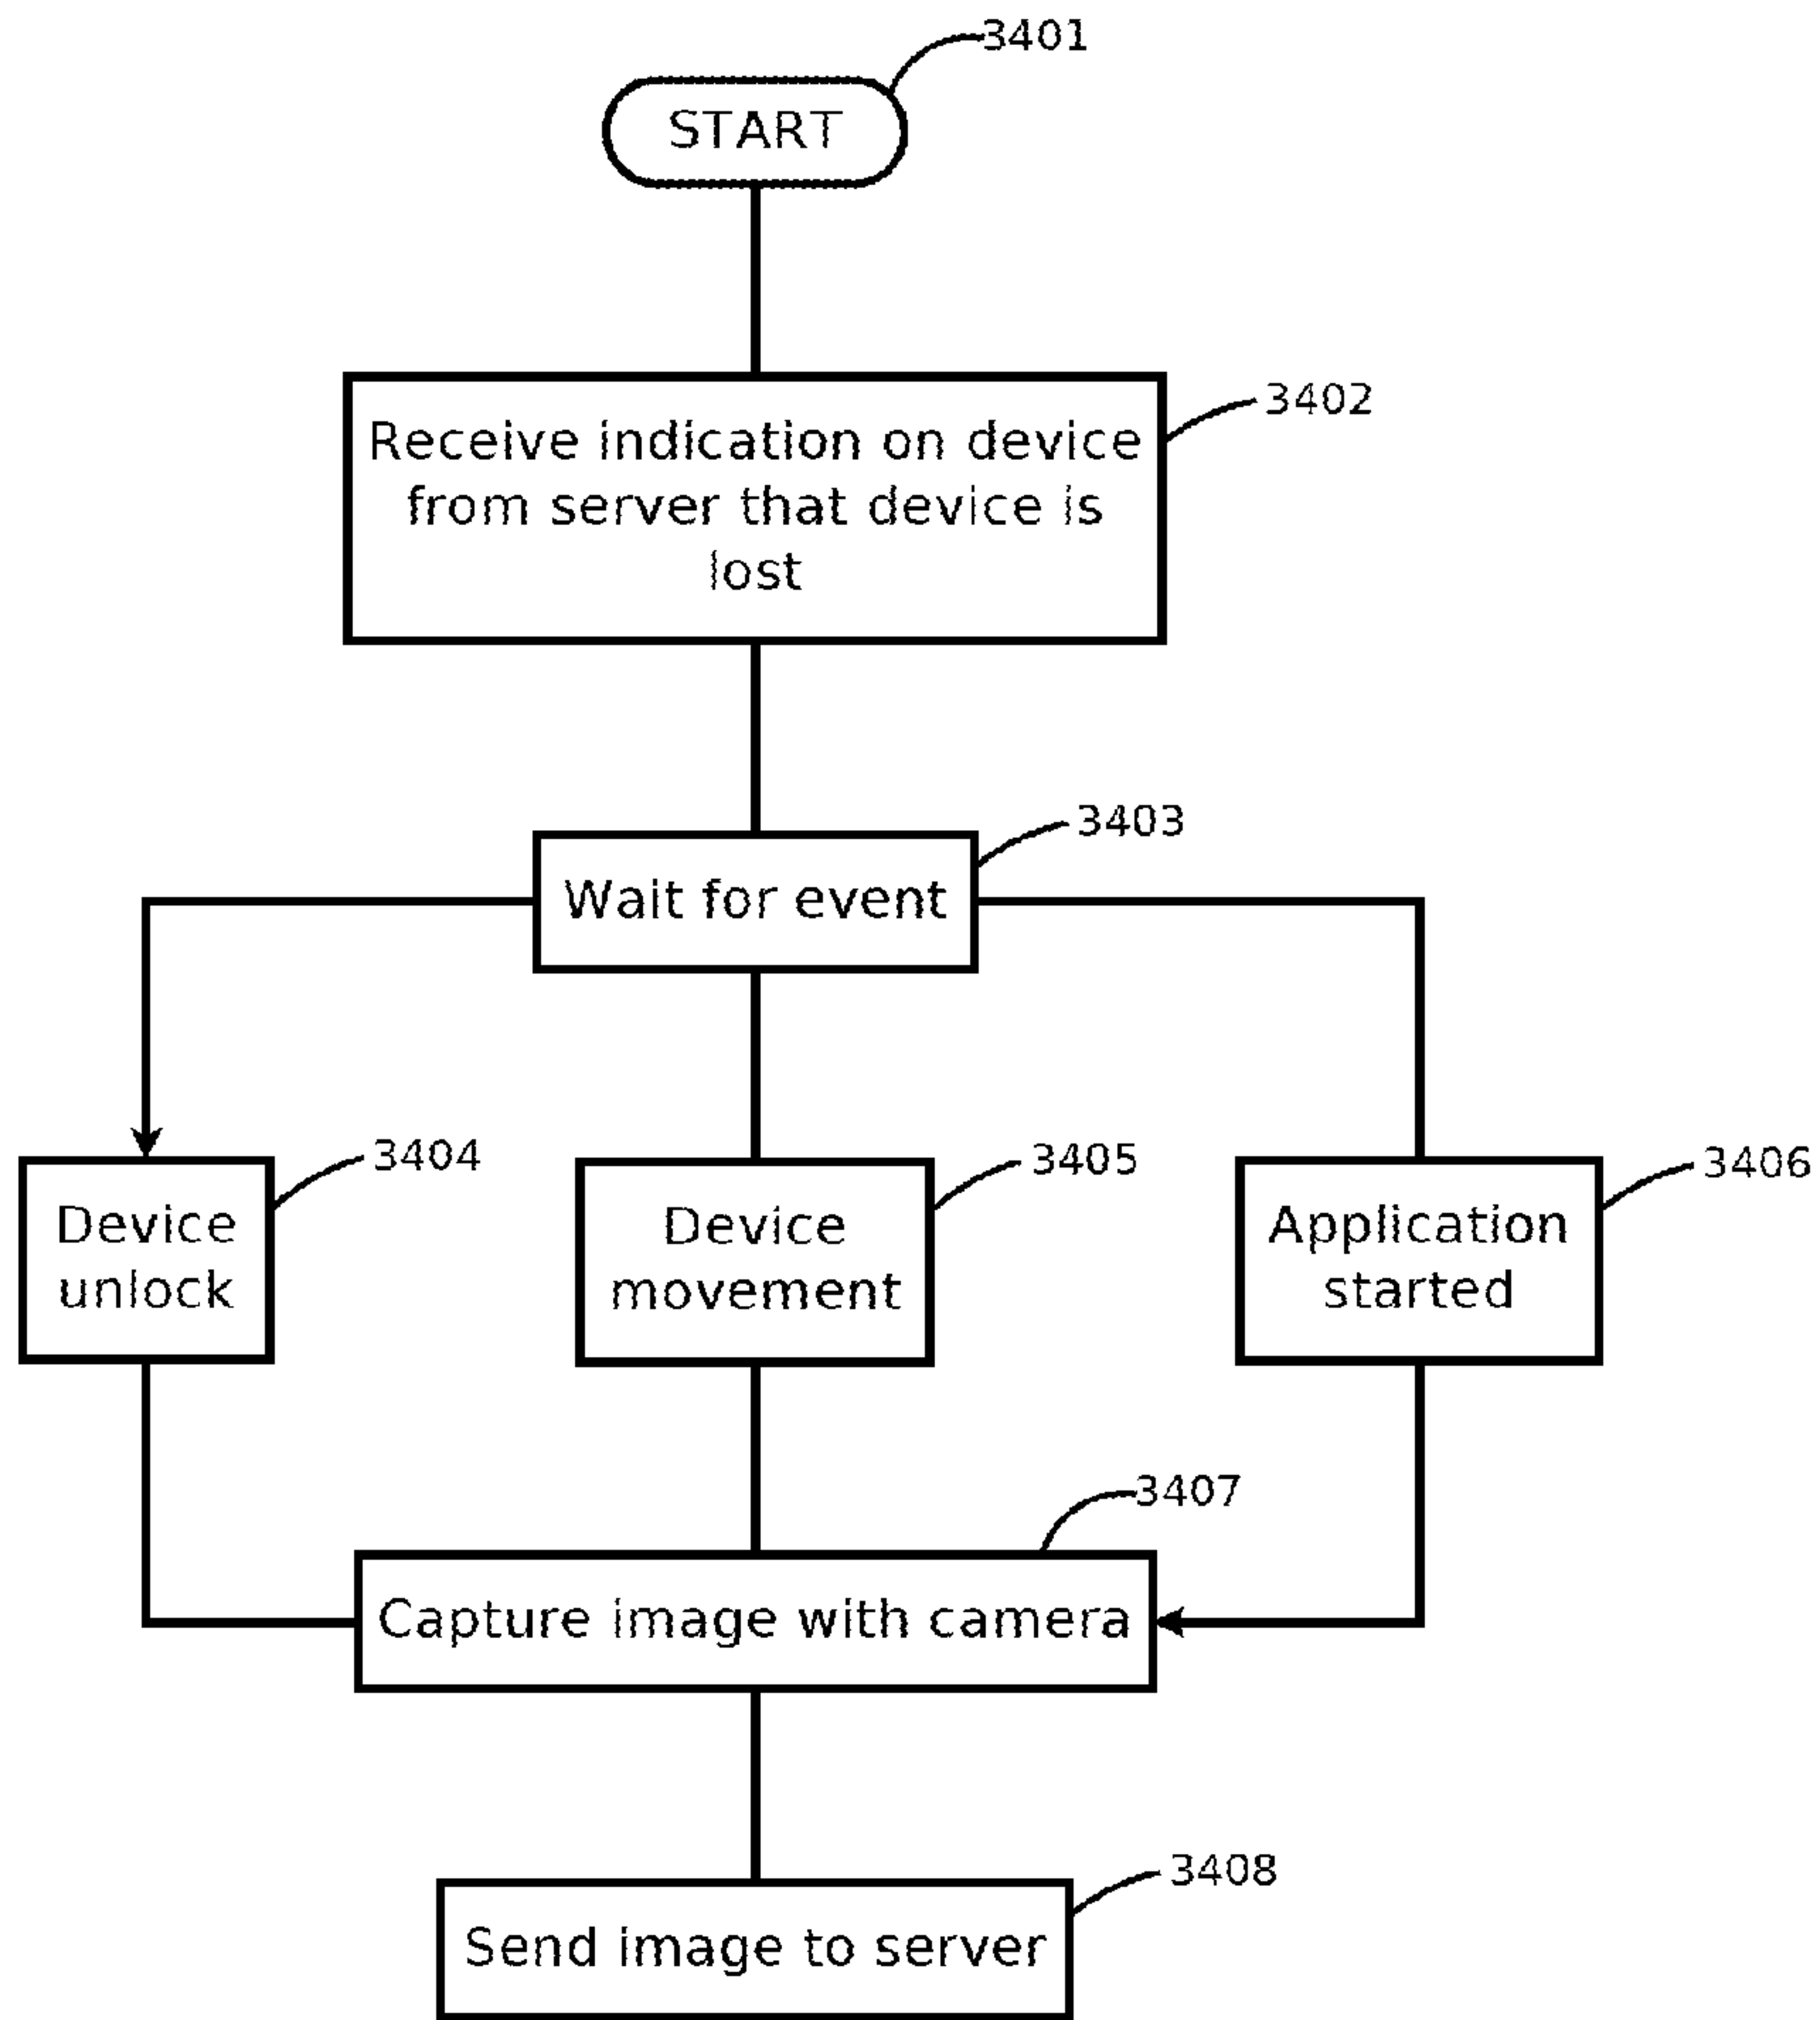 3401
START
3402
Receive indication on device
from server that device is
lost
3403
Wait for event
3404
Device
unlock
3405
Device
movement
3406
Application
started
3407
Capture image with camera
3408
Send image to server